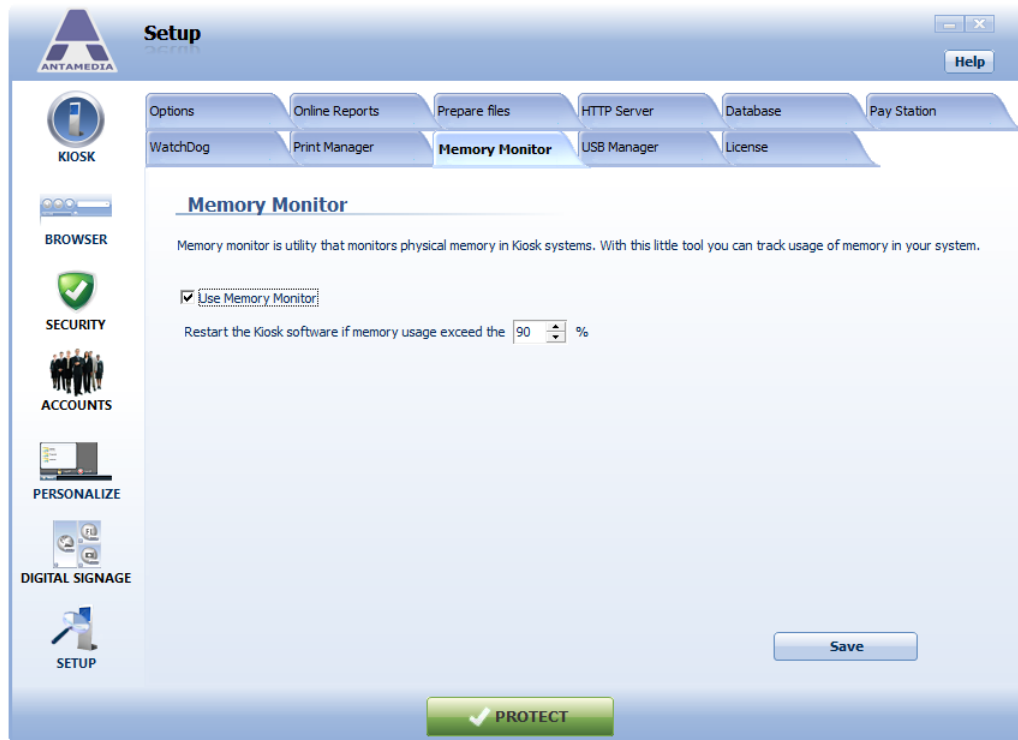 Setup
ANTAMEDIA
Help
Options
Online Reports
Prepare files
HTTP Server
Database
Pay Station
WatchDog
Print Manager
Memory Monitor
USB Manager
License
KIOSK
BROWSER
SECURITY
ACCOUNTS
PERSONALIZE
DIGITAL SIGNAGE
SETUP
Memory Monitor
Memory monitor is utility that monitors physical memory in Kiosk systems. With this little tool you can track usage of memory in your system.
Use Memory Monitor
Restart the Kiosk software if memory usage exceed the 90 %
Save
PROTECT